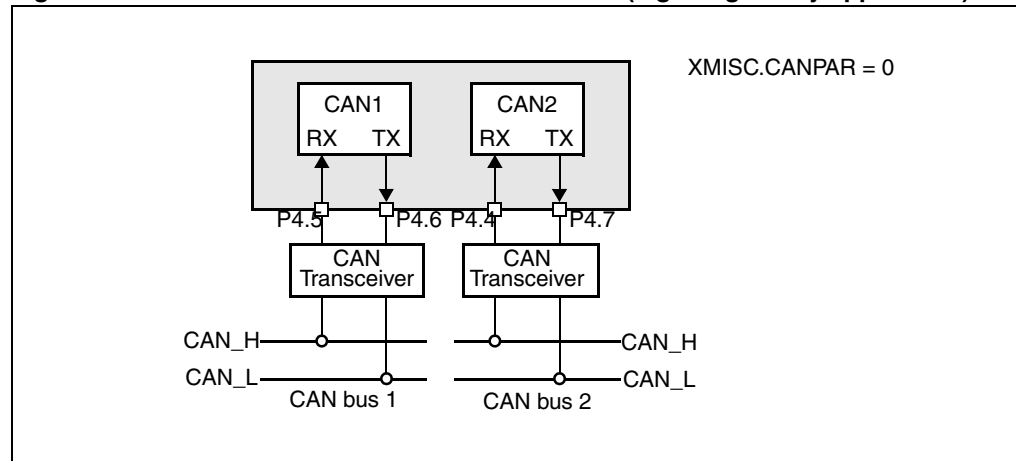 XMISC.CANPAR = 0
CAN1 CAN2
RX TX RX TX
P4.5 P4.6 P4.4 P4.7
CAN CAN
Transceiver Transceiver
CAN_H CAN_H
CAN_L CAN_L
CAN bus 1 CAN bus 2